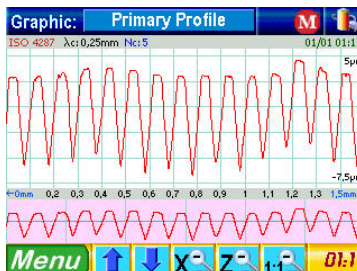 Graphic: Primary Profile M
ISO 4287 λc:0,25mm Nc:5 01/01 01:1
5µ
-7,5µ
←0mm 0,2 0,3 0,4 0,5 0,6 0,7 0,8 0,9 1 1,1 1,2 1,3 1,5mm
Menu X Z 1:1 01:1